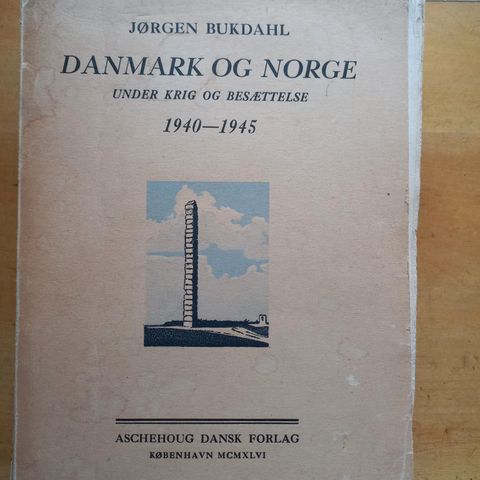 JØRGEN BUKDAHL
DANMARK OG NORGE
UNDER KRIG OG BESÆTTELSE
1940—1945
ASCHEHOUG DANSK FORLAG
KØBENHAVN MCMXLVI